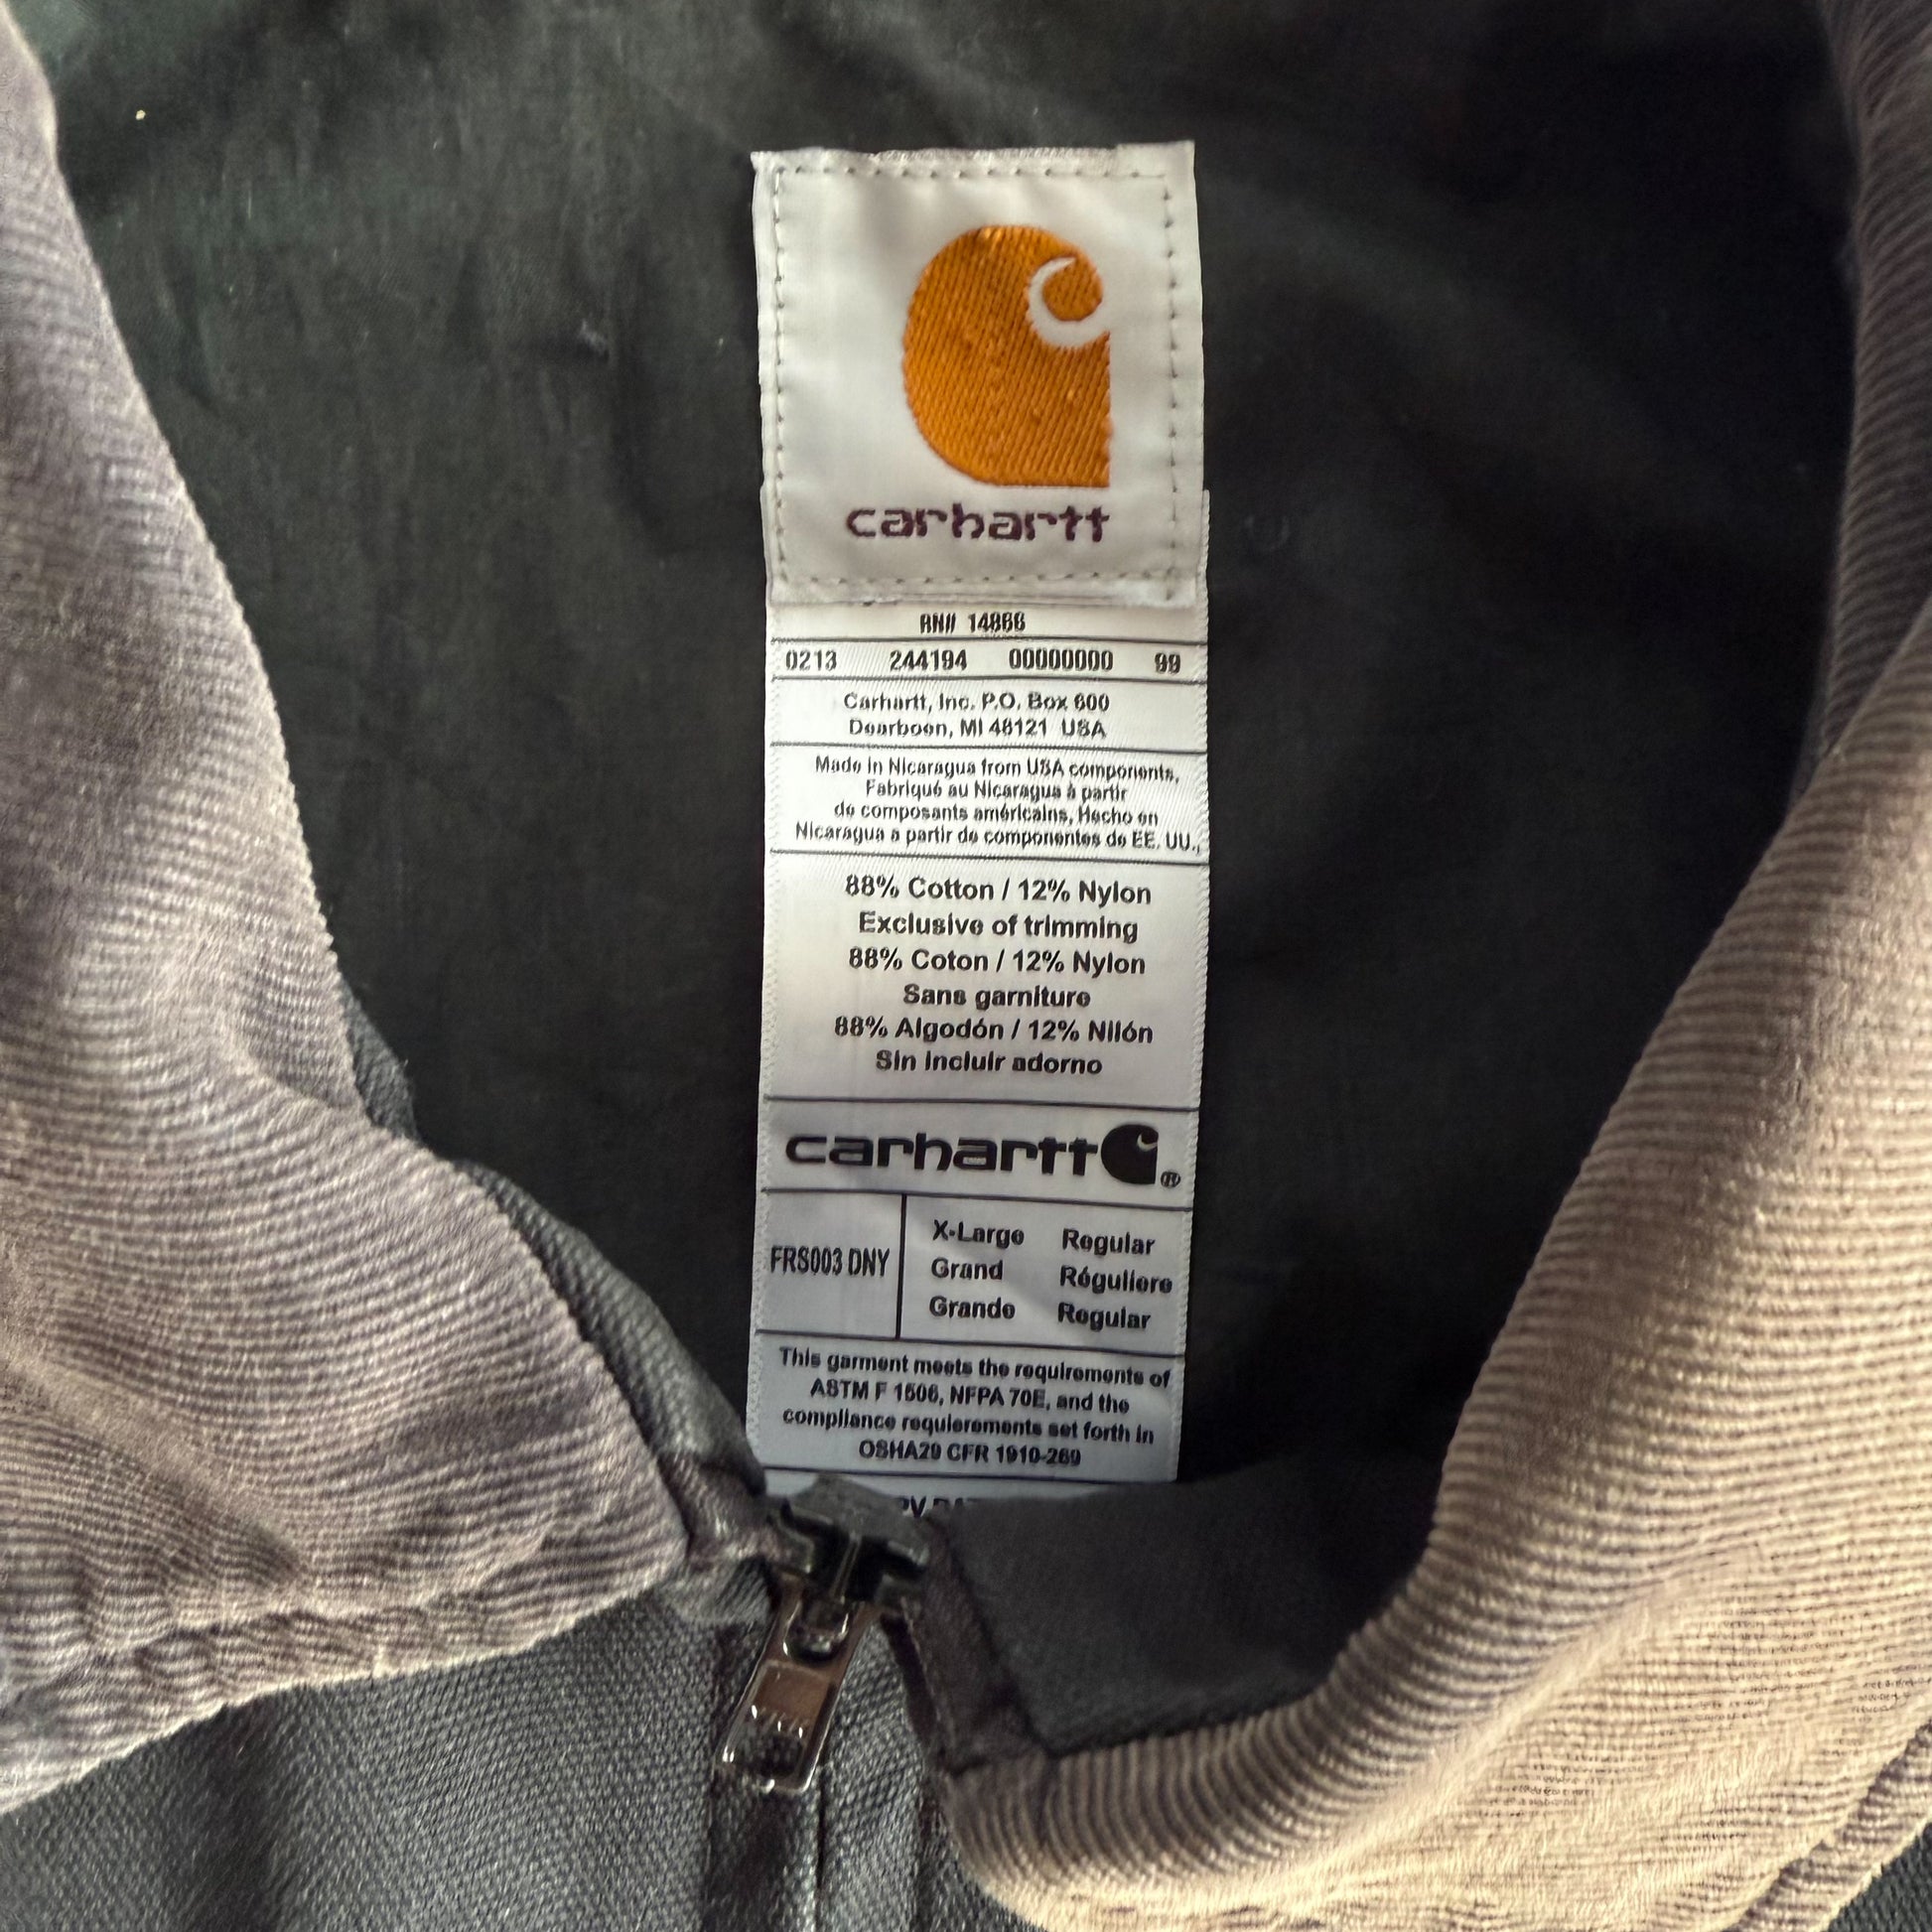 carhartt
RN# 14866
0213 244194 00000000 99
Carhartt, Inc. P.O. Box 600
Dearborn, MI 48121 USA
Made in Nicaragua from USA components,
Fabriqué au Nicaragua à partir
de composants américains, Hecho en
Nicaragua a partir de componentes de EE. UU.,
88% Cotton / 12% Nylon
Exclusive of trimming
88% Coton / 12% Nylon
Sans garniture
88% Algodón / 12% Nilón
Sin incluir adorno
carhartt ®
FRS003 DNY
X-Large Regular
Grand Réguliere
Grande Regular
This garment meets the requirements of
ASTM F 1506, NFPA 70E, and the
compliance requierements set forth in
OSHA29 CFR 1910-269